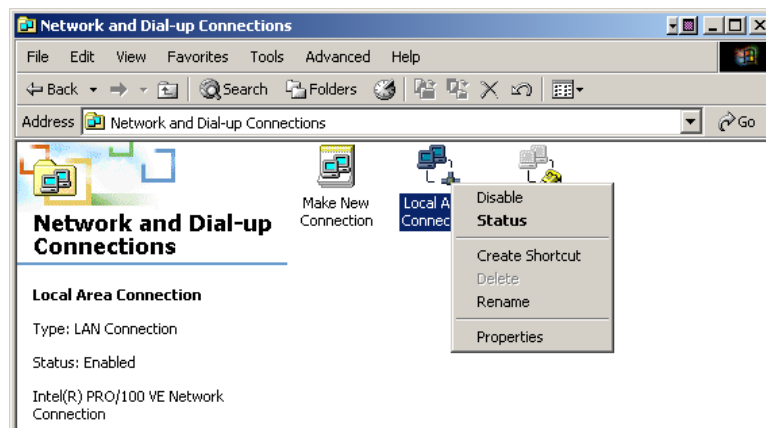 Network and Dial-up Connections
File Edit View Favorites Tools Advanced Help
Back Search Folders
Address Network and Dial-up Connections Go
Make New
Connection
Local A
Connec
Network and Dial-up
Connections
Local Area Connection
Type: LAN Connection
Status: Enabled
Intel(R) PRO/100 VE Network
Connection
Disable
Status
Create Shortcut
Delete
Rename
Properties